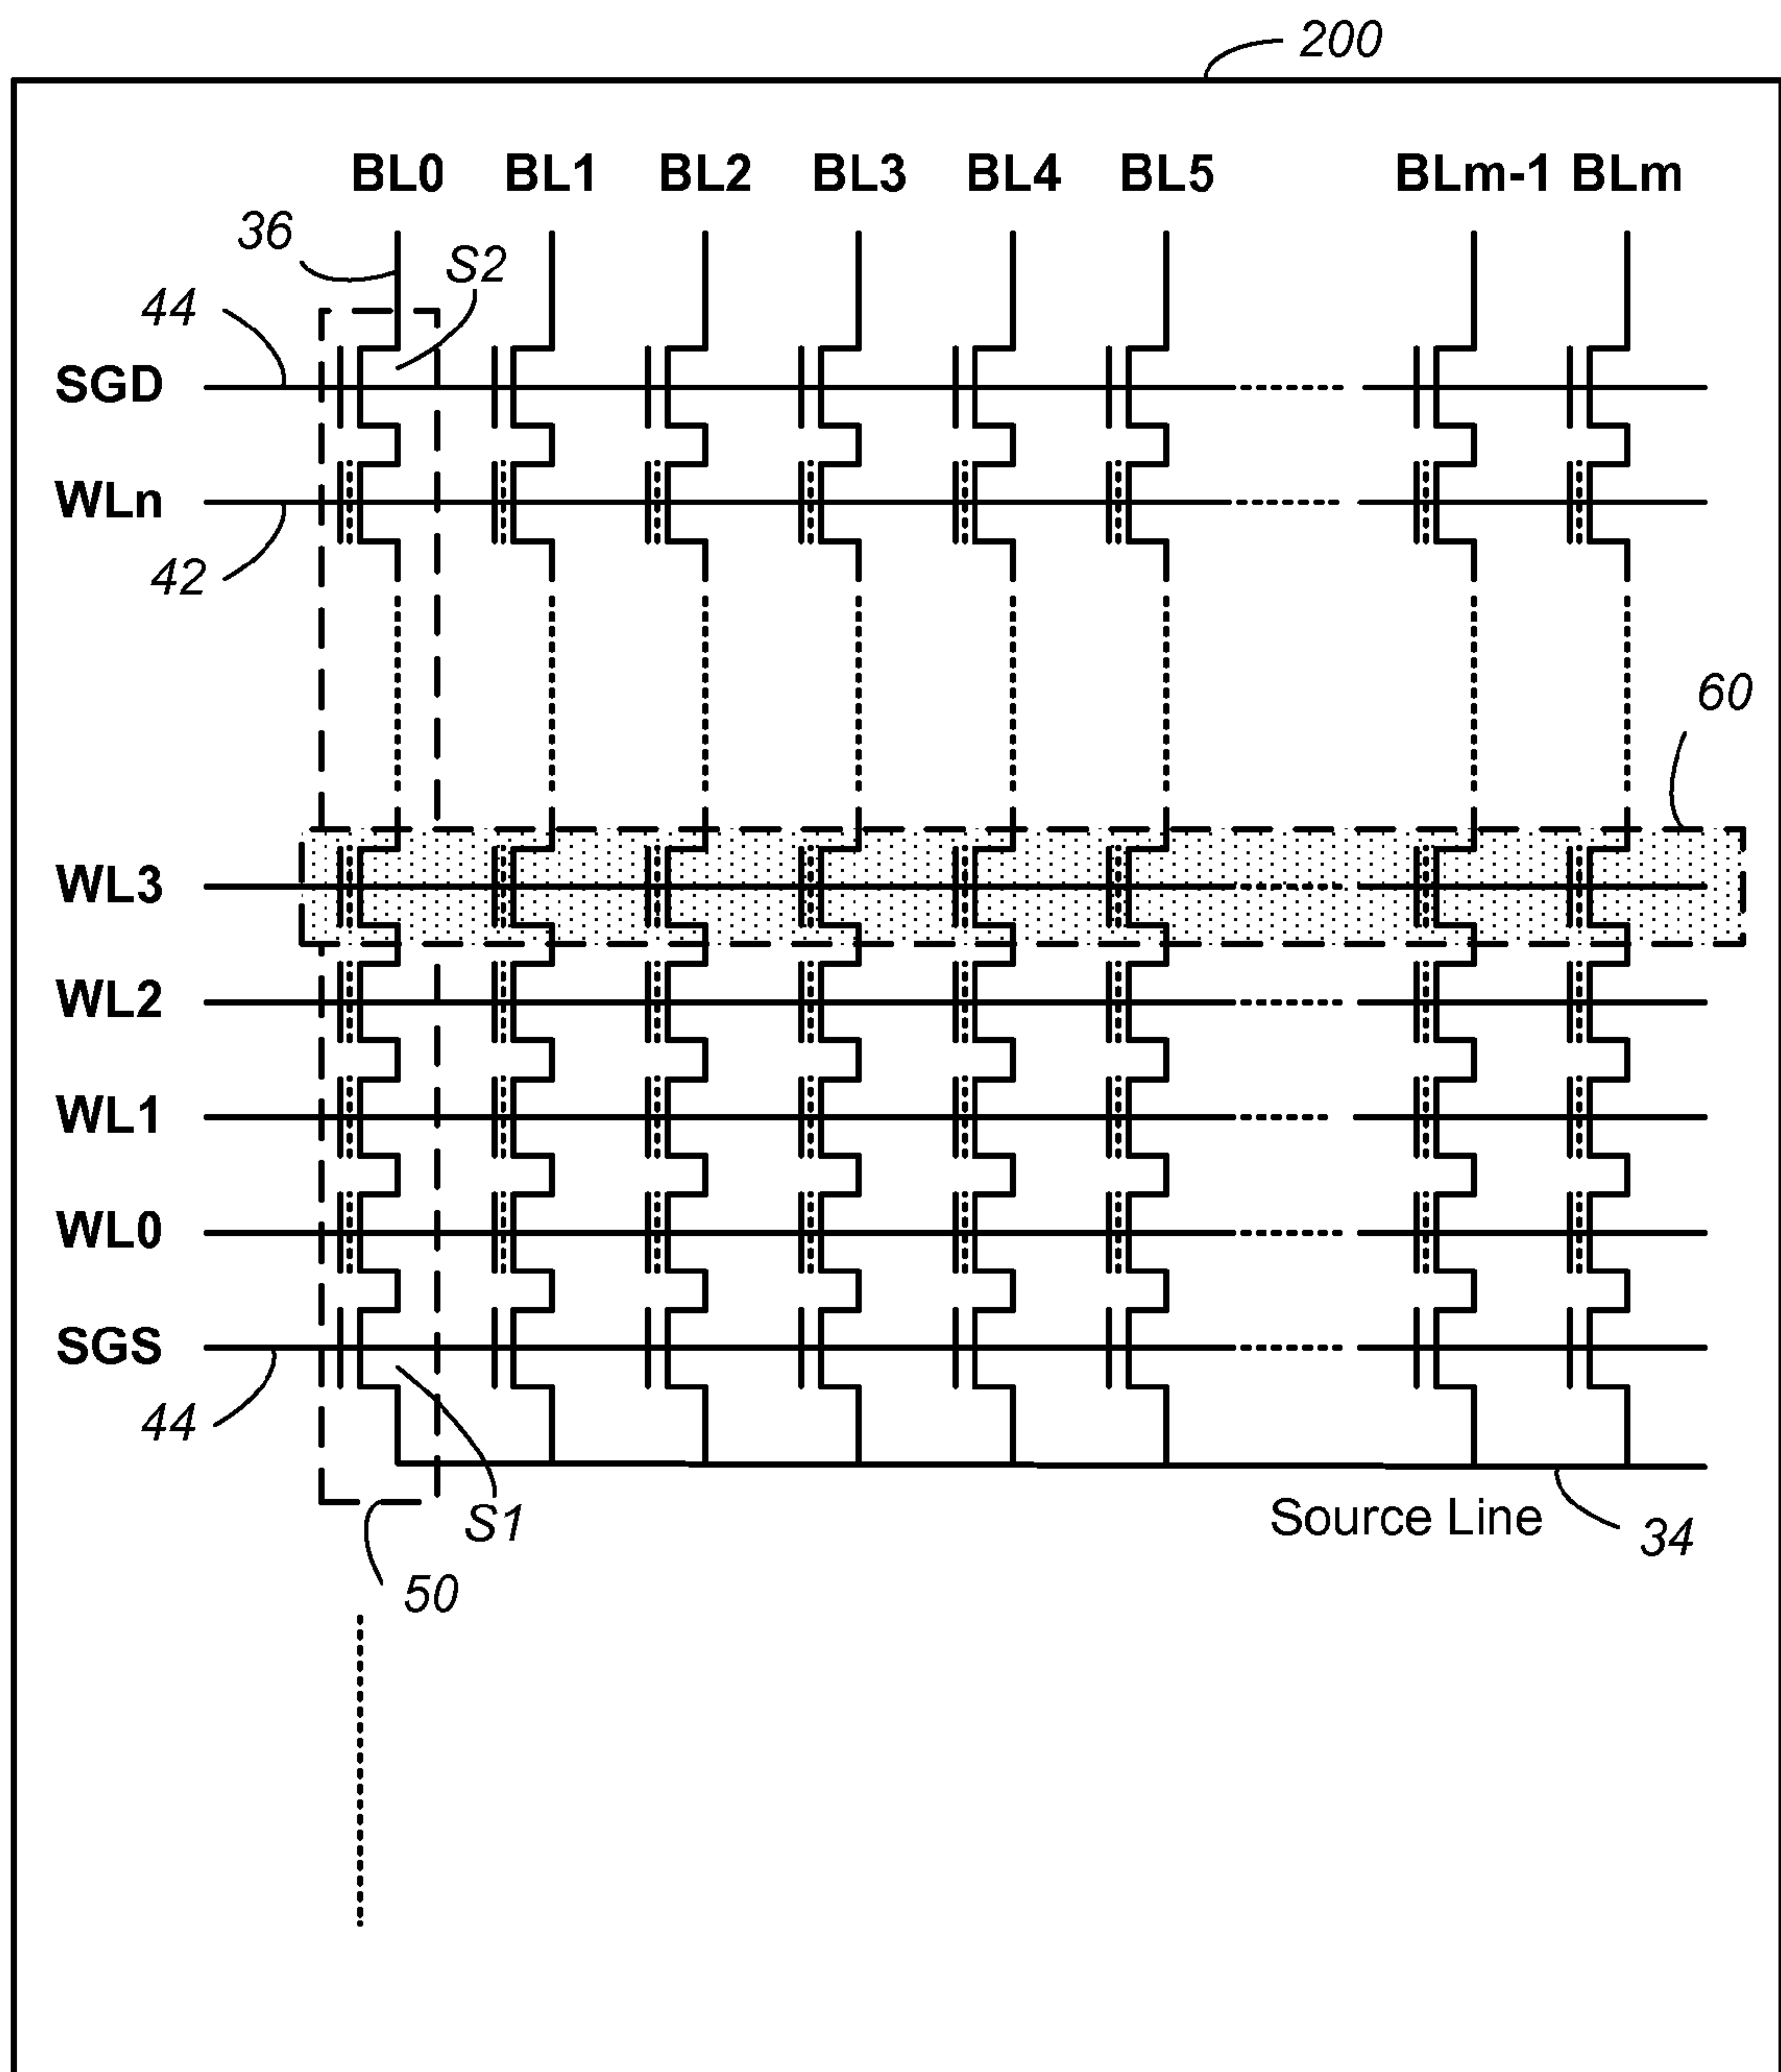 200
BL0 BL1 BL2 BL3 BL4 BL5 BLm-1 BLm
36
S2
44
SGD
WLn
42
60
WL3
WL2
WL1
WL0
SGS
44
S1
Source Line
34
50